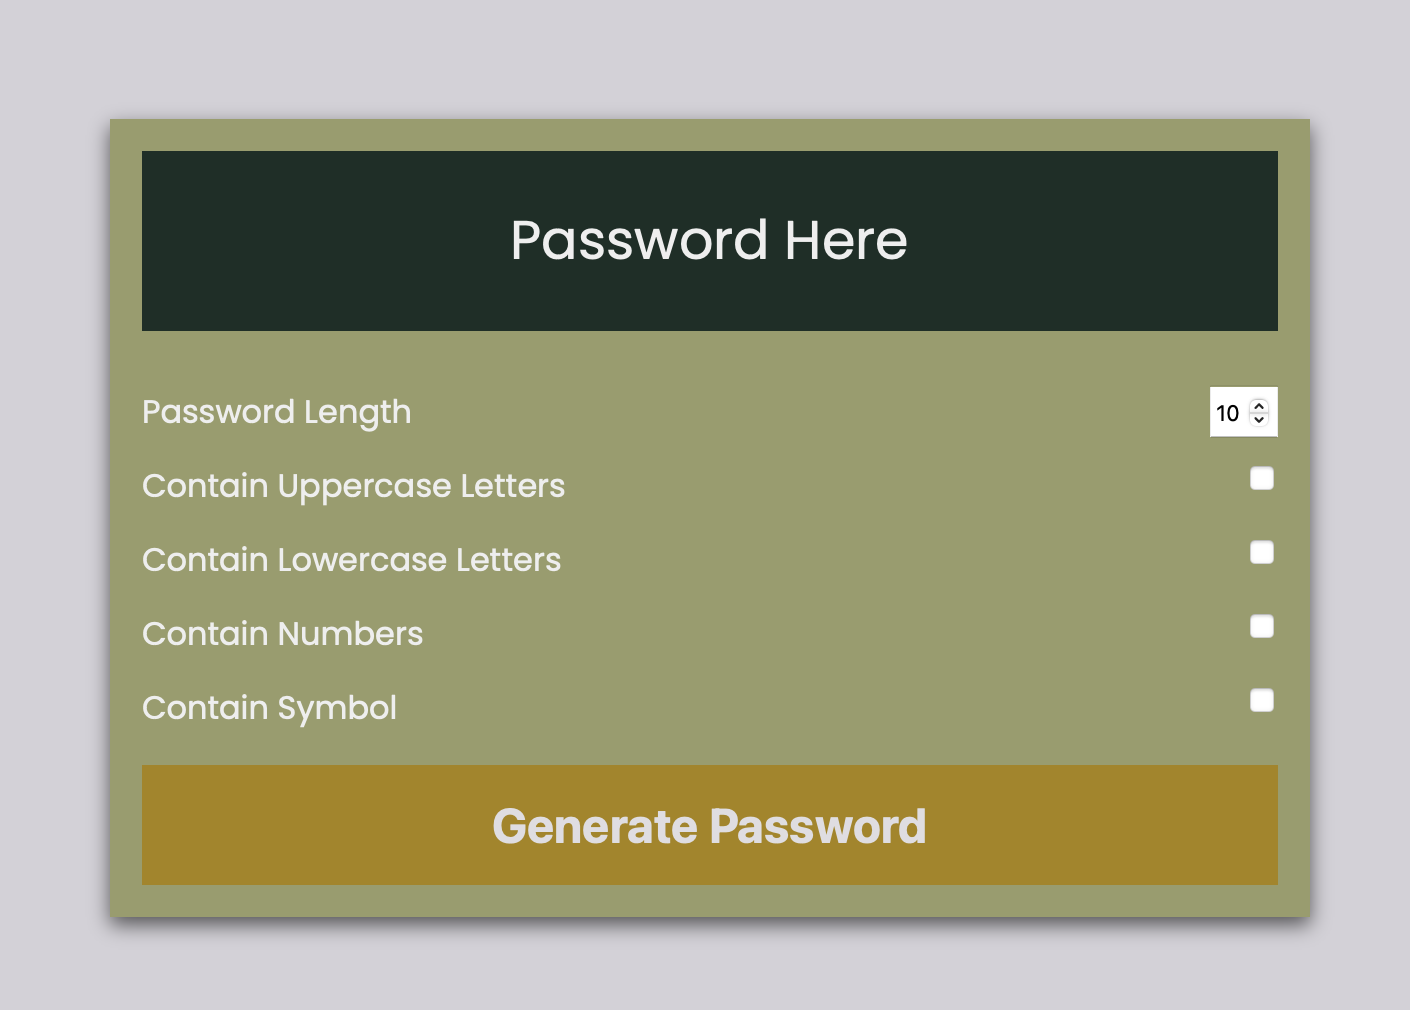 Password Here
Password Length
10
Contain Uppercase Letters
Contain Lowercase Letters
Contain Numbers
Contain Symbol
Generate Password